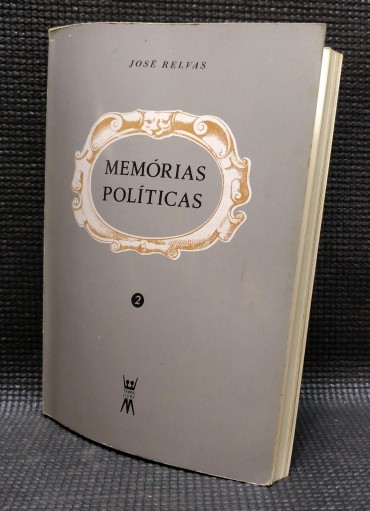 JOSÉ RELVAS
MEMÓRIAS
POLÍTICAS
2